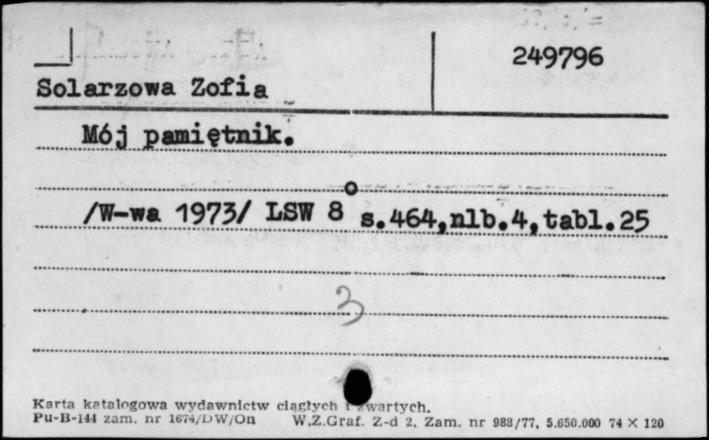 249796
Solarzowa Zofia
Mój pamiętnik.
/W-wa 1973/ LSW 8° s.464,nlb.4,tabl.25
3
Karta katalogowa wydawnictw ciągłych i zwartych.
Pu-B-144 zam. nr 1674/DW/On W.Z.Graf. Z-d 2, Zam. nr 988/77, 5.650.000 74 X 120